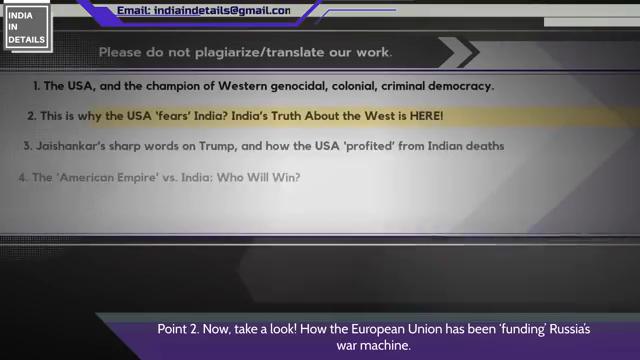 INDIA
IN
DETAILS
Email: indiaindetails@gmail.con
Please do not plagiarize/translate our work.
1. The USA, and the champion of Western genocidal, colonial, criminal democracy.
2. This is why the USA 'fears' India? India's Truth About the West is HERE!
3. Jaishankar's sharp words on Trump, and how the USA 'profited' from Indian deaths
4. The 'American Empire' vs. India: Who Will Win?
Point 2. Now, take a look! How the European Union has been 'funding' Russia's
war machine.